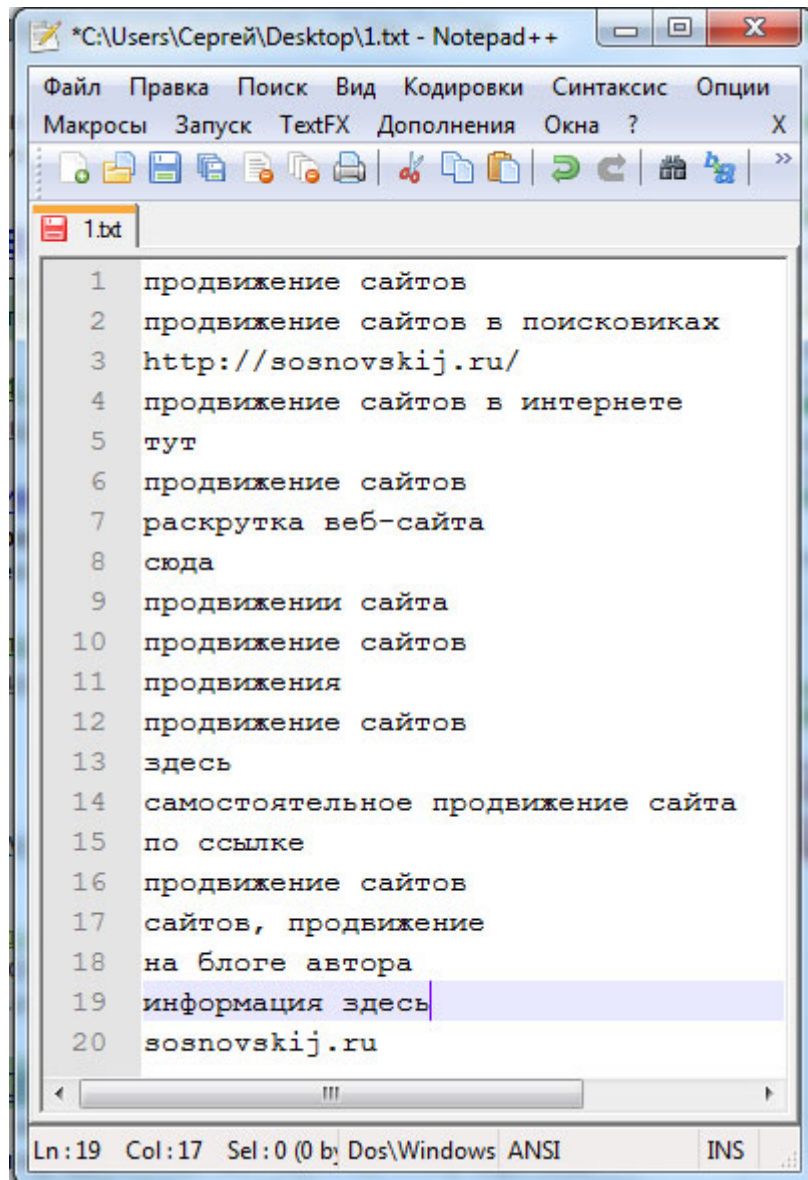 *C:\Users\Сергей\Desktop\1.txt - Notepad++
Файл Правка Поиск Вид Кодировки Синтаксис Опции
Макросы Запуск TextFX Дополнения Окна ? X
1.txt
1 продвижение сайтов
2 продвижение сайтов в поисковиках
3 http://sosnovskij.ru/
4 продвижение сайтов в интернете
5 тут
6 продвижение сайтов
7 раскрутка веб-сайта
8 сюда
9 продвижении сайта
10 продвижение сайтов
11 продвижения
12 продвижение сайтов
13 здесь
14 самостоятельное продвижение сайта
15 по ссылке
16 продвижение сайтов
17 сайтов, продвижение
18 на блоге автора
19 информация здесь
20 sosnovskij.ru
Ln : 19 Col : 17 Sel : 0 (0 by Dos\Windows ANSI INS